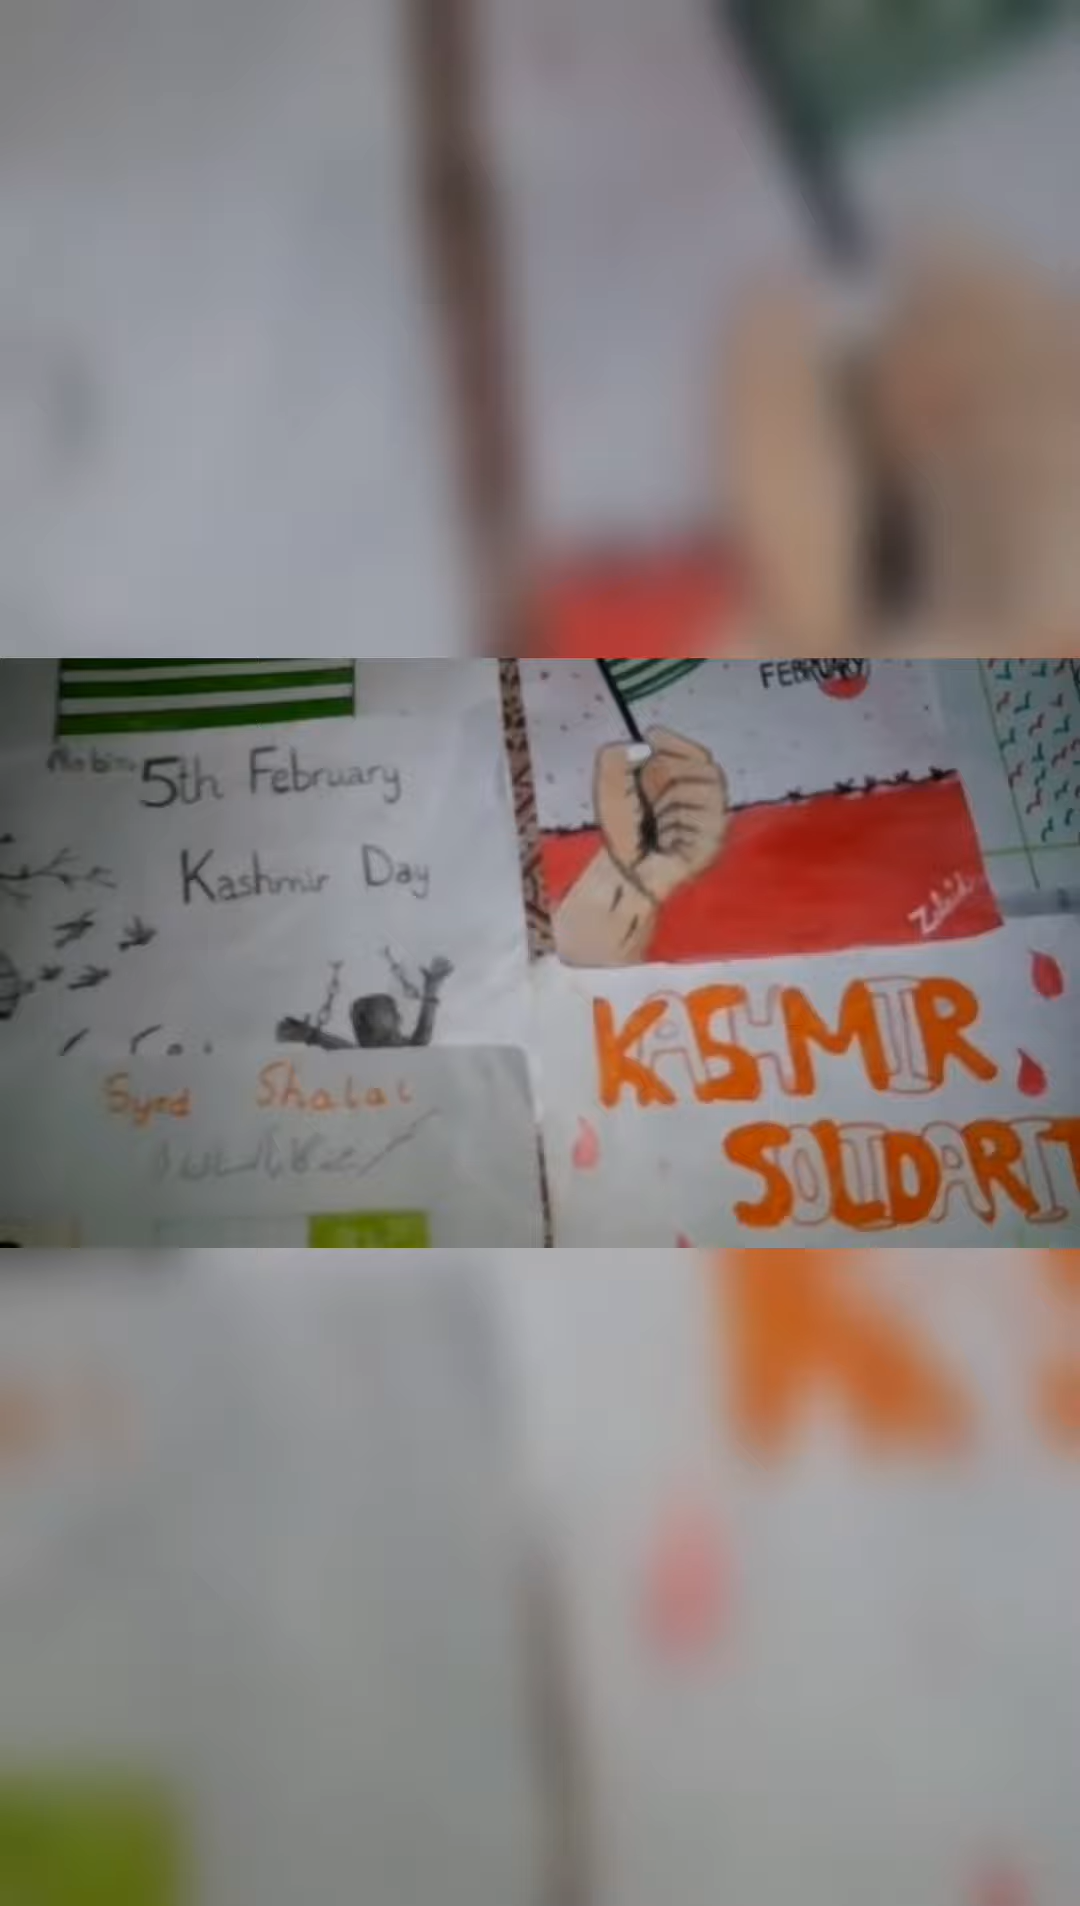 5th February
Kashmir Day
Syed Shalal
FEBRUARY
KASHMIR
SOLIDARIT